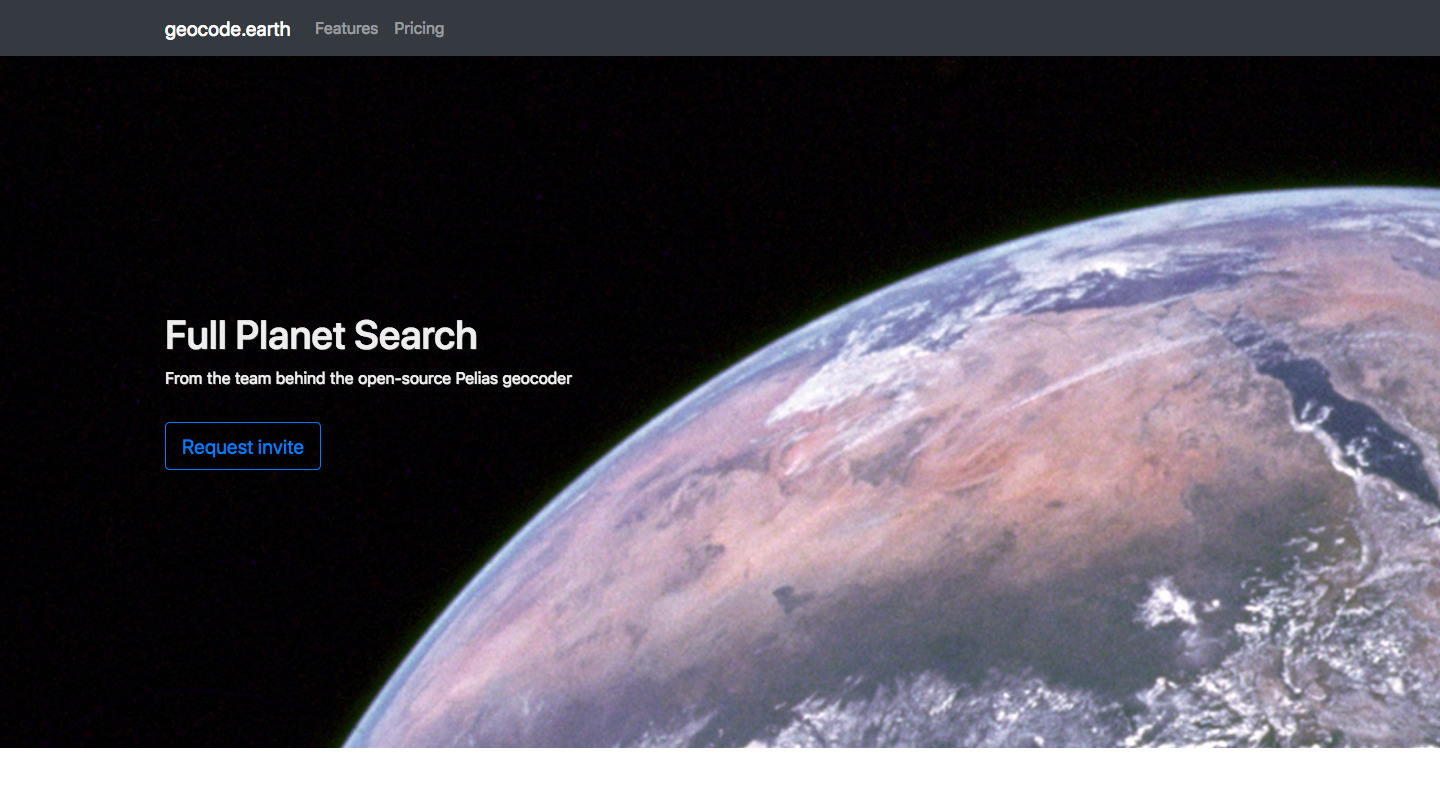 geocode.earth Features Pricing
Full Planet Search
From the team behind the open-source Pelias geocoder
Request invite